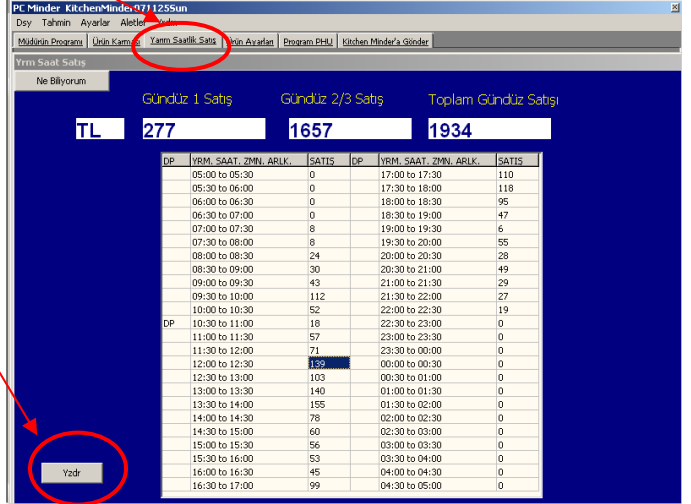 PC Minder KitchenMinder071125Sun
Dsy Tahmin Ayarlar Aletler
Müdürün Programı Ürün Karması Yarım Saatlik Satış Ürün Ayarları Program PHU Kitchen Minder'a Gönder
Yrm Saat Satış
Ne Biliyorum
Gündüz 1 Satış Gündüz 2/3 Satış Toplam Gündüz Satışı
TL 277 1657 1934
DP YRM. SAAT. ZMN. ARLK. SATIŞ DP YRM. SAAT. ZMN. ARLK. SATIŞ
05:00 to 05:30 0 17:00 to 17:30 110
05:30 to 06:00 0 17:30 to 18:00 118
06:00 to 06:30 0 18:00 to 18:30 95
06:30 to 07:00 0 18:30 to 19:00 47
07:00 to 07:30 8 19:00 to 19:30 6
07:30 to 08:00 8 19:30 to 20:00 55
08:00 to 08:30 24 20:00 to 20:30 28
08:30 to 09:00 30 20:30 to 21:00 49
09:00 to 09:30 43 21:00 to 21:30 29
09:30 to 10:00 112 21:30 to 22:00 27
10:00 to 10:30 52 22:00 to 22:30 19
DP 10:30 to 11:00 18 22:30 to 23:00 0
11:00 to 11:30 57 23:00 to 23:30 0
11:30 to 12:00 71 23:30 to 00:00 0
12:00 to 12:30 139 00:00 to 00:30 0
12:30 to 13:00 103 00:30 to 01:00 0
13:00 to 13:30 140 01:00 to 01:30 0
13:30 to 14:00 155 01:30 to 02:00 0
14:00 to 14:30 78 02:00 to 02:30 0
14:30 to 15:00 60 02:30 to 03:00 0
15:00 to 15:30 56 03:00 to 03:30 0
15:30 to 16:00 53 03:30 to 04:00 0
16:00 to 16:30 45 04:00 to 04:30 0
16:30 to 17:00 99 04:30 to 05:00 0
Yzdr